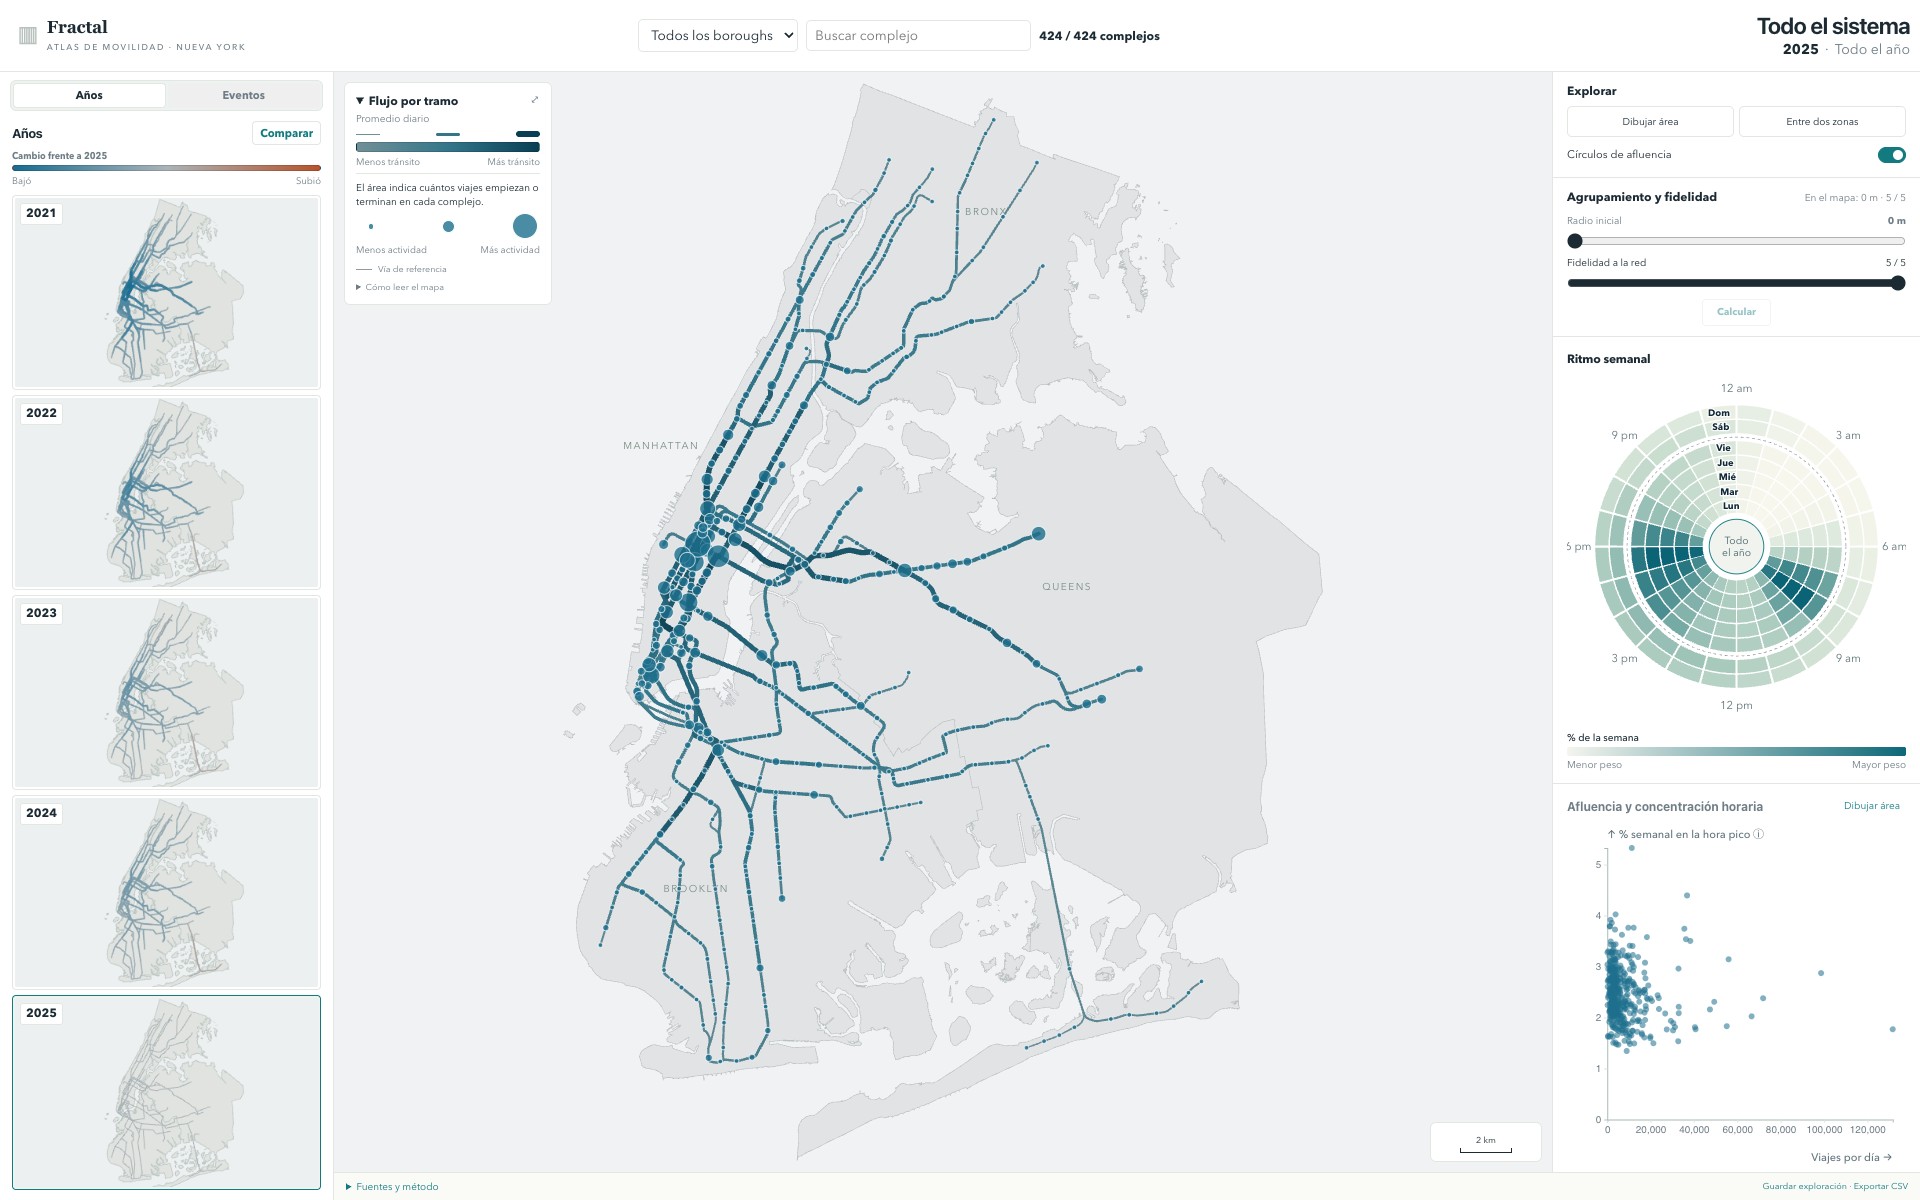 Fractal
ATLAS DE MOVILIDAD · NUEVA YORK
Todos los boroughs
Buscar complejo
424 / 424 complejos
Todo el sistema
2025 · Todo el año
Años
Eventos
Años
Comparar
Cambio frente a 2025
Bajó
Subió
2021
2022
2023
2024
2025
▼ Flujo por tramo
Promedio diario
Menos tránsito
Más tránsito
El área indica cuántos viajes empiezan o
terminan en cada complejo.
Menos actividad
Más actividad
Vía de referencia
▶ Cómo leer el mapa
BRONX
MANHATTAN
QUEENS
BROOKLYN
2 km
▶ Fuentes y método
Explorar
Dibujar área
Entre dos zonas
Círculos de afluencia
Agrupamiento y fidelidad
En el mapa: 0 m · 5 / 5
Radio inicial
0 m
Fidelidad a la red
5 / 5
Calcular
Ritmo semanal
12 am
3 am
6 am
9 am
12 pm
3 pm
6 pm
9 pm
Dom
Sáb
Vie
Jue
Mié
Mar
Lun
Todo
el año
% de la semana
Menor peso
Mayor peso
Afluencia y concentración horaria
Dibujar área
↑ % semanal en la hora pico ⓘ
5
4
3
2
1
0
0
20,000
40,000
60,000
80,000
100,000
120,000
Viajes por día →
Guardar exploración · Exportar CSV